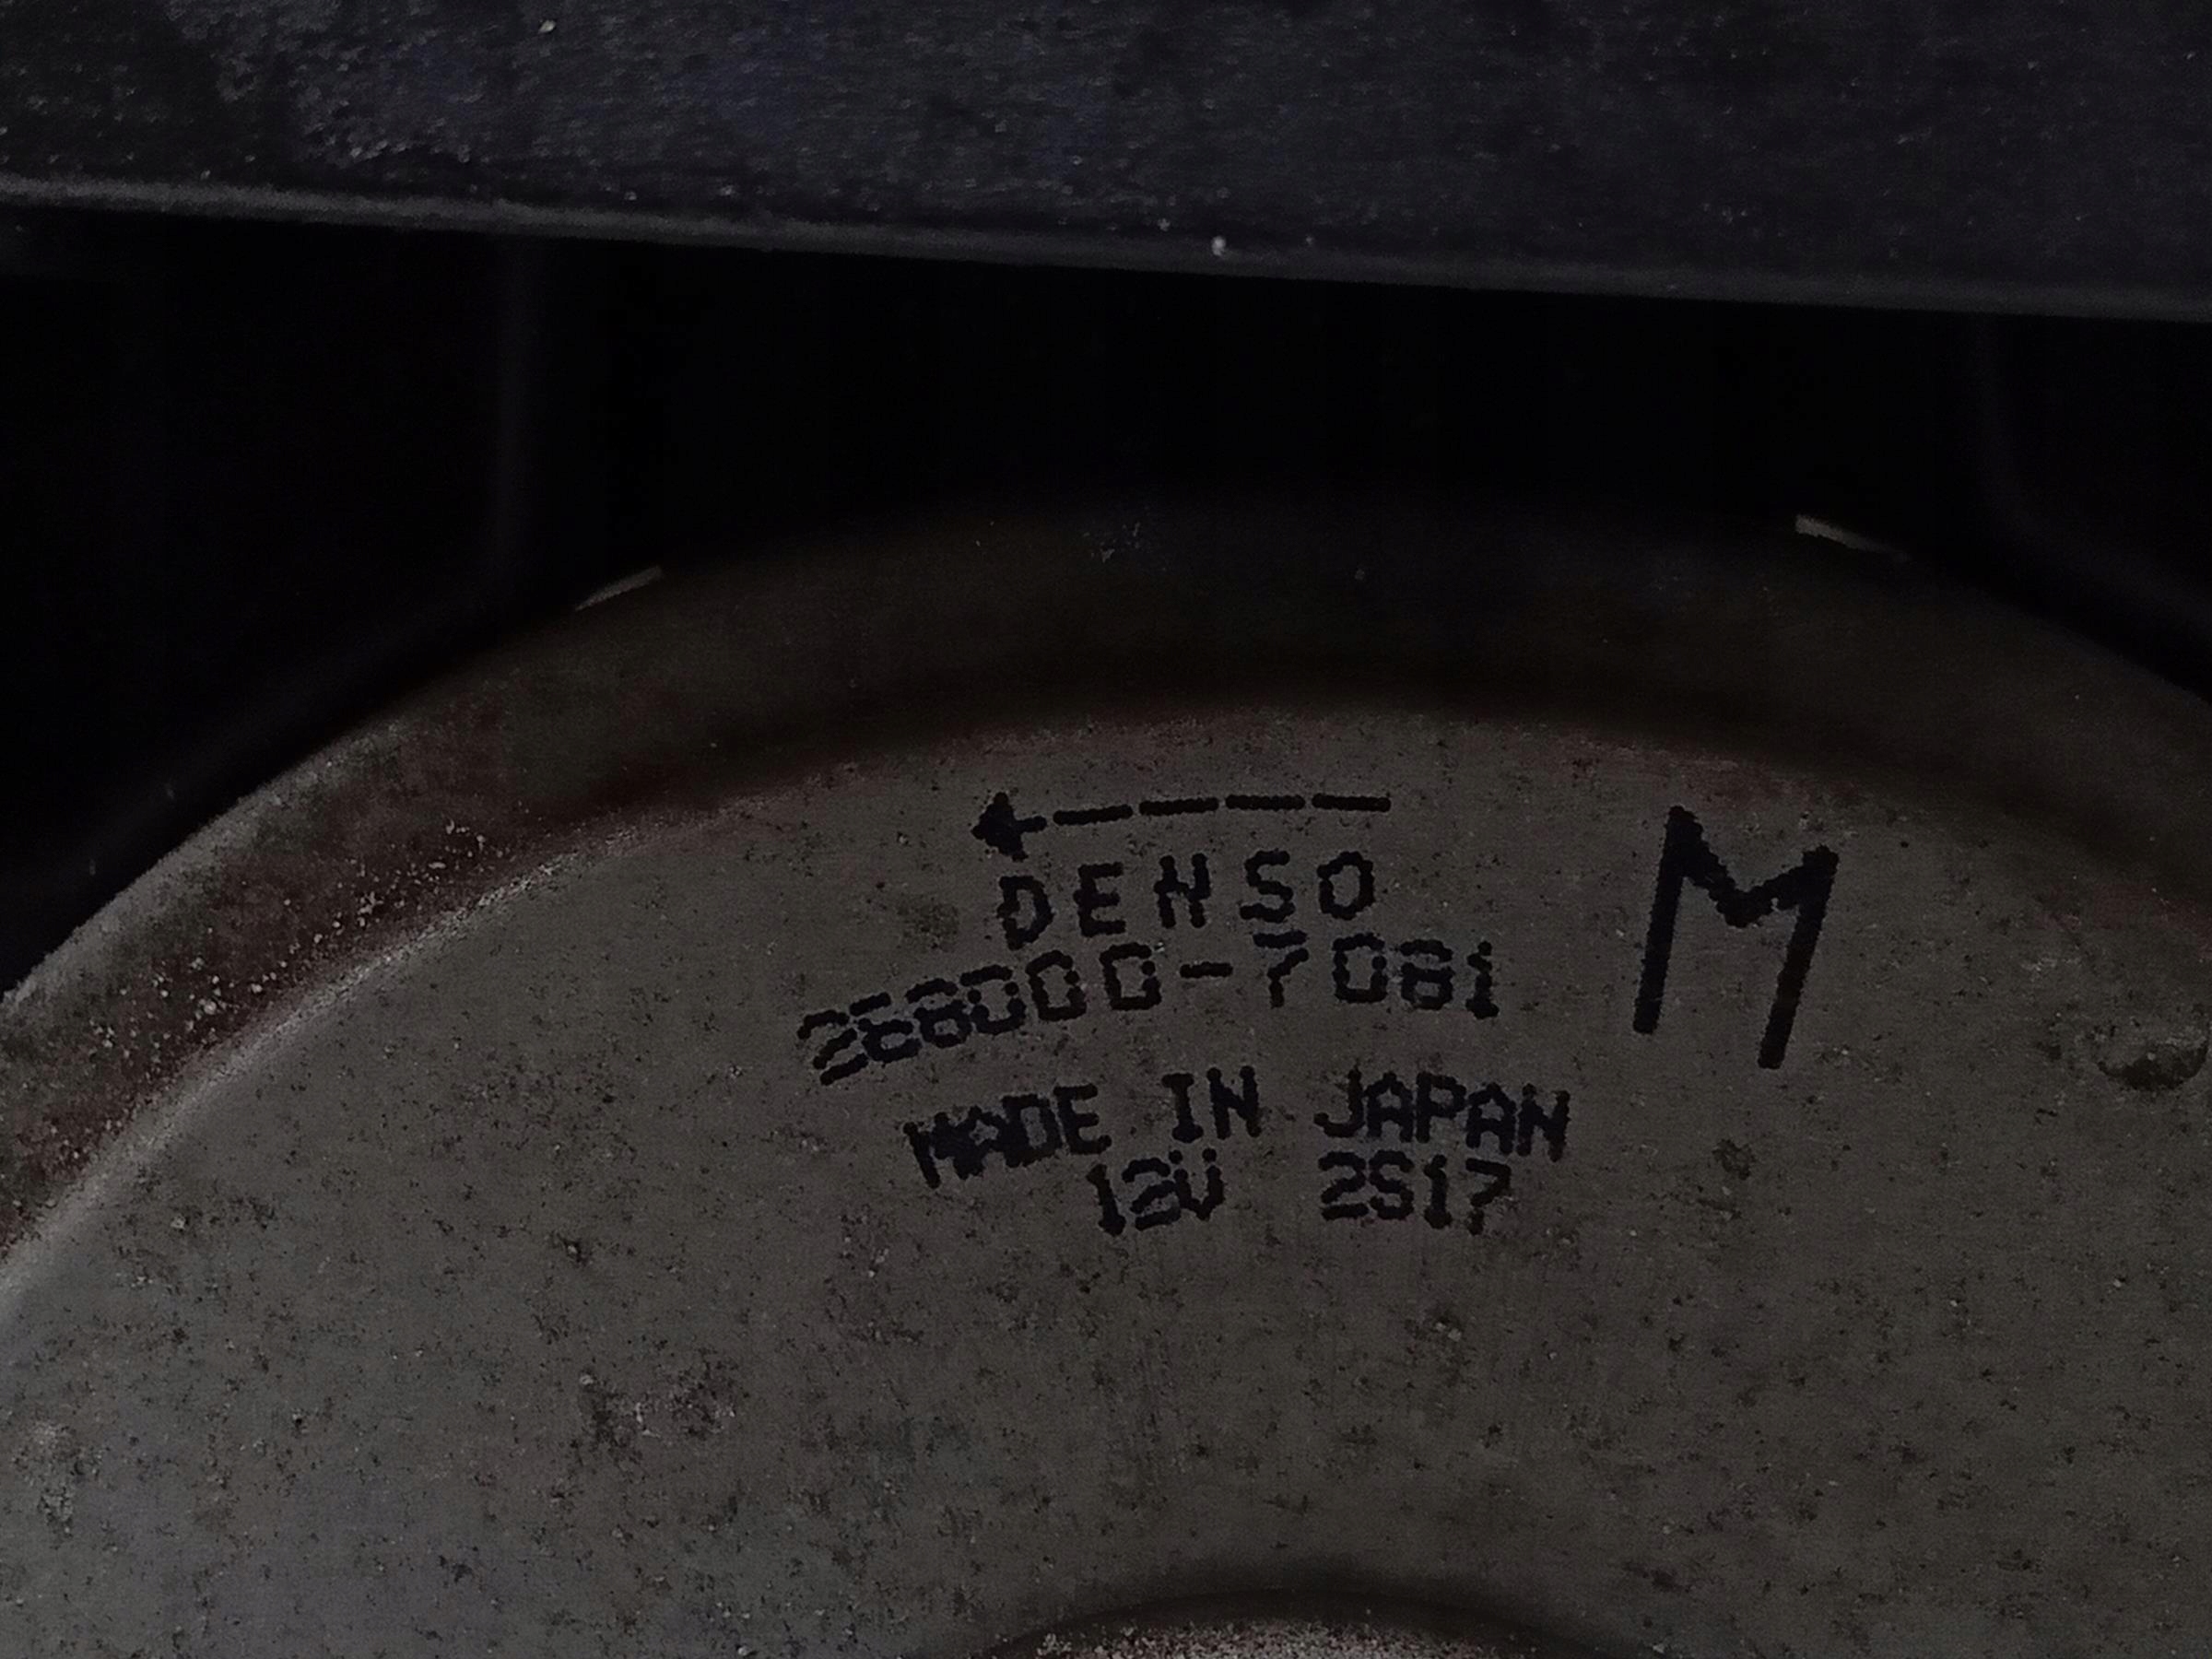 DENSO
268000-7081
M
MADE IN JAPAN
12V 2S17